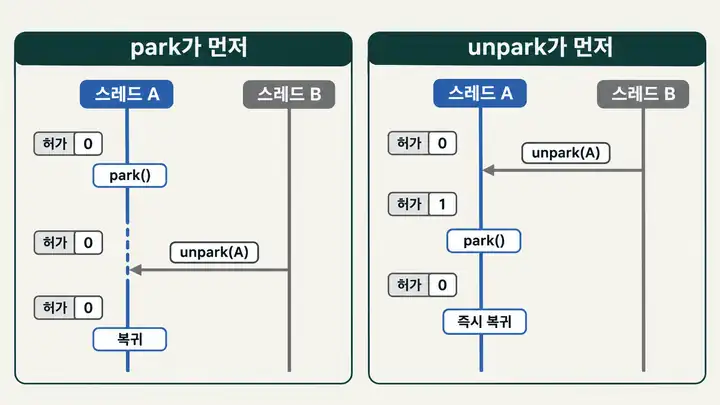 park가 먼저
스레드 A
스레드 B
허가 0
park()
허가 0
unpark(A)
허가 0
복귀
unpark가 먼저
스레드 A
스레드 B
허가 0
unpark(A)
허가 1
park()
허가 0
즉시 복귀